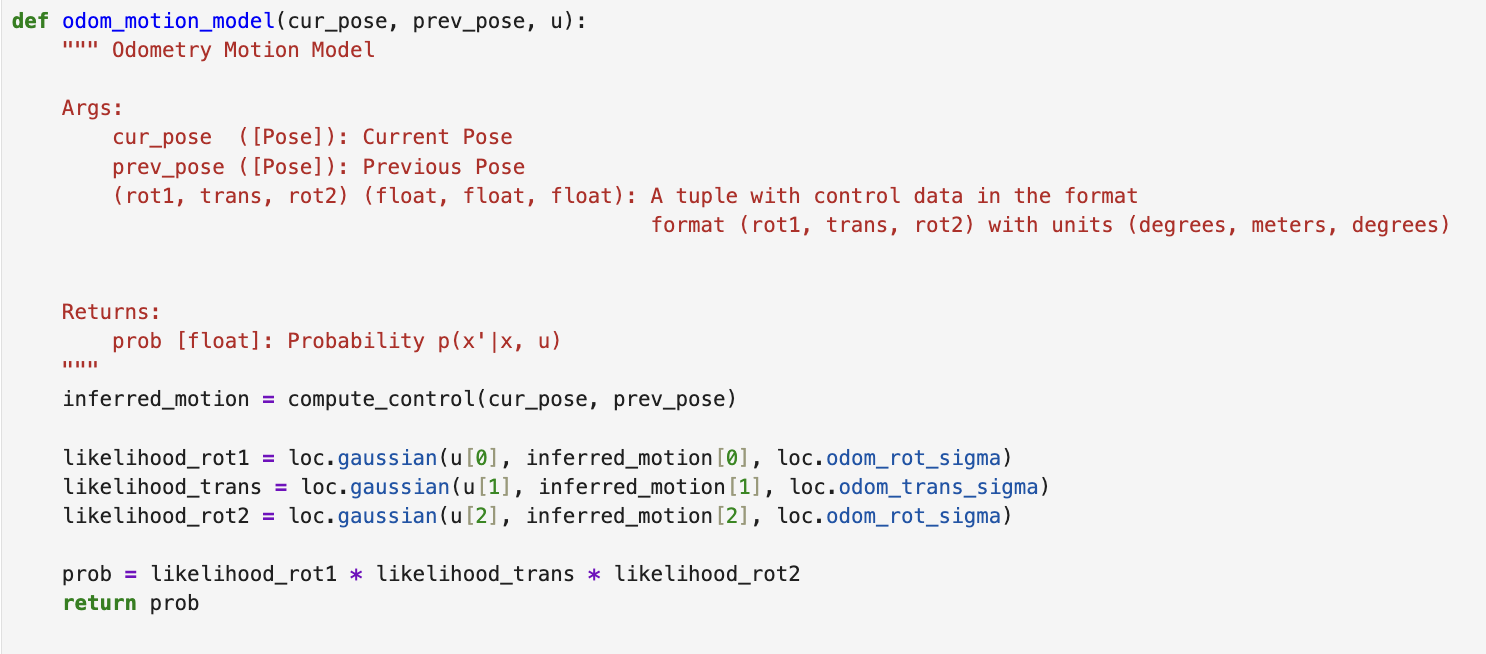 def odom_motion_model(cur_pose, prev_pose, u):
    """ Odometry Motion Model

    Args:
        cur_pose  ([Pose]): Current Pose
        prev_pose ([Pose]): Previous Pose
        (rot1, trans, rot2) (float, float, float): A tuple with control data in the format
                                                   format (rot1, trans, rot2) with units (degrees, meters, degrees)


    Returns:
        prob [float]: Probability p(x'|x, u)
    """
    inferred_motion = compute_control(cur_pose, prev_pose)

    likelihood_rot1 = loc.gaussian(u[0], inferred_motion[0], loc.odom_rot_sigma)
    likelihood_trans = loc.gaussian(u[1], inferred_motion[1], loc.odom_trans_sigma)
    likelihood_rot2 = loc.gaussian(u[2], inferred_motion[2], loc.odom_rot_sigma)

    prob = likelihood_rot1 * likelihood_trans * likelihood_rot2
    return prob